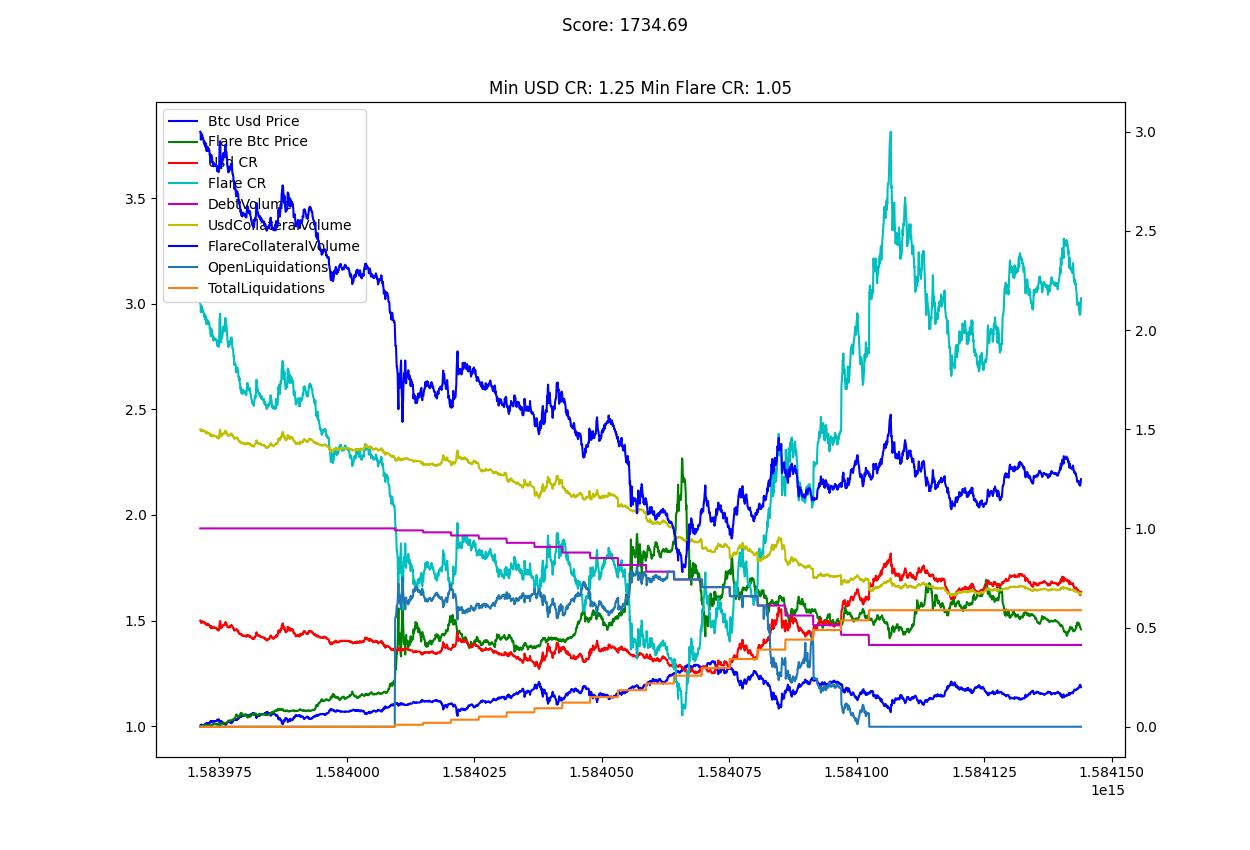 Score: 1734.69
Min USD CR: 1.25 Min Flare CR: 1.05
Btc Usd Price
Flare Btc Price
Usd CR
Flare CR
DebtVolume
UsdCollateralVolume
FlareCollateralVolume
OpenLiquidations
TotalLiquidations
3.5
3.0
2.5
2.0
1.5
1.0
3.0
2.5
2.0
1.5
1.0
0.5
0.0
1.583975
1.584000
1.584025
1.584050
1.584075
1.584100
1.584125
1.584150
1e15